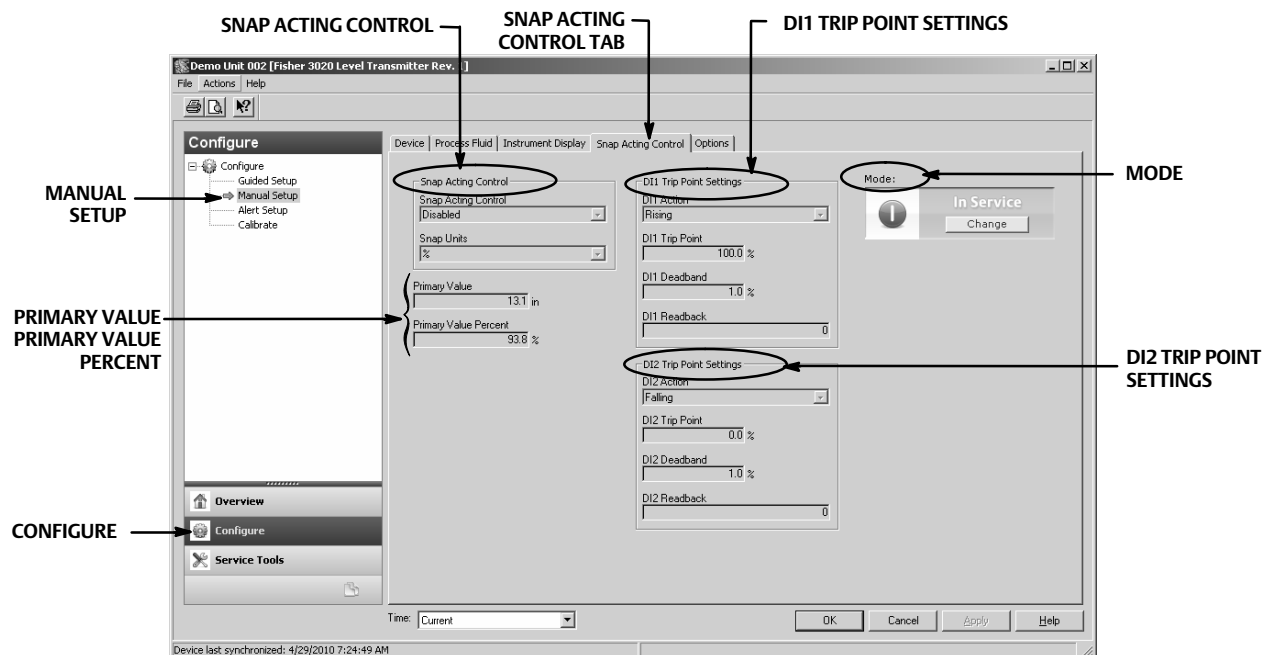 SNAP ACTING CONTROL
SNAP ACTING
CONTROL TAB
DI1 TRIP POINT SETTINGS
Demo Unit 002 [Fisher 3020 Level Transmitter Rev. 1]
File Actions Help
Configure
Configure
Guided Setup
Manual Setup
Alert Setup
Calibrate
MANUAL
SETUP
Device Process Fluid Instrument Display Snap Acting Control Options
Snap Acting Control
Snap Acting Control
Disabled
Snap Units
%
Primary Value
13.1 in
Primary Value Percent
93.8 %
PRIMARY VALUE
PRIMARY VALUE
PERCENT
DI1 Trip Point Settings
DI1 Action
Rising
DI1 Trip Point
100.0 %
DI1 Deadband
1.0 %
DI1 Readback
0
DI2 Trip Point Settings
DI2 Action
Falling
DI2 Trip Point
0.0 %
DI2 Deadband
1.0 %
DI2 Readback
0
Mode:
In Service
Change
MODE
DI2 TRIP POINT
SETTINGS
Overview
Configure
Service Tools
CONFIGURE
Time: Current
OK Cancel Apply Help
Device last synchronized: 4/29/2010 7:24:49 AM